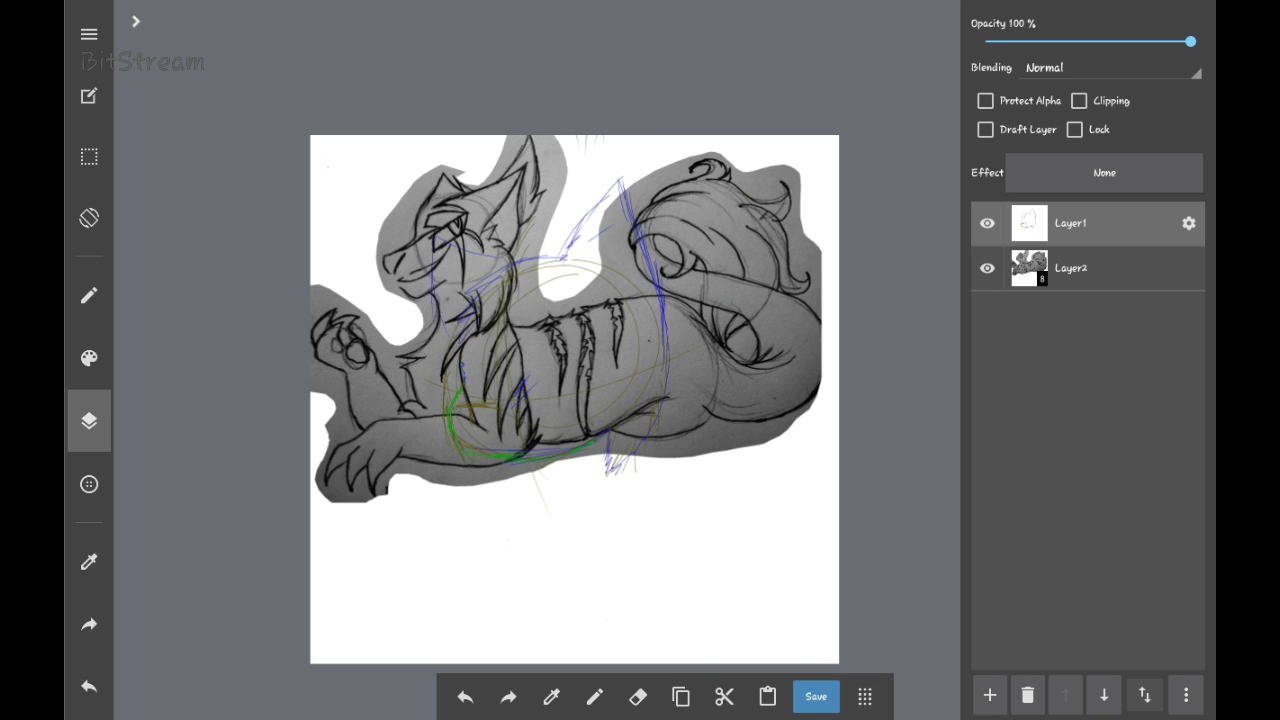 BitStream
Opacity 100 %
Blending Normal
Protect Alpha Clipping
Draft Layer Lock
Effect None
Layer1
8 Layer2
Save